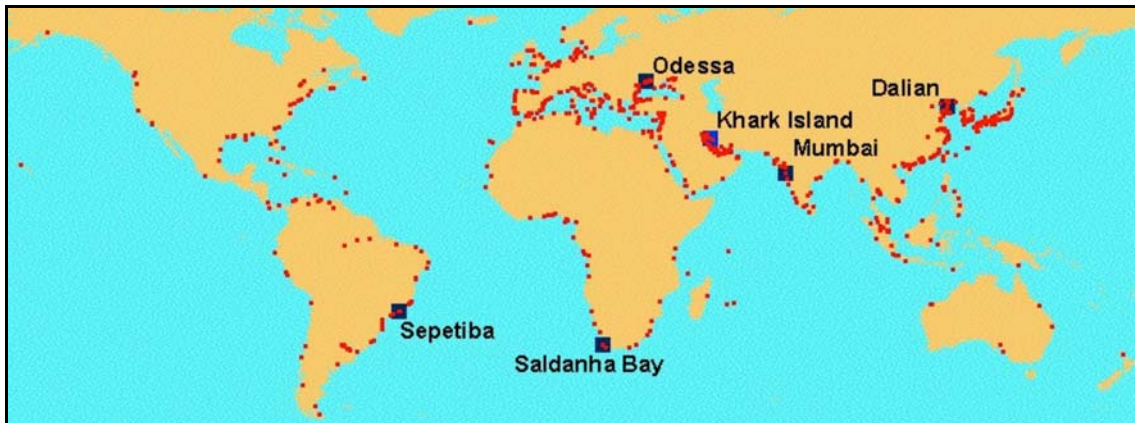 Odessa
Dalian
Khark Island
Mumbai
Sepetiba
Saldanha Bay